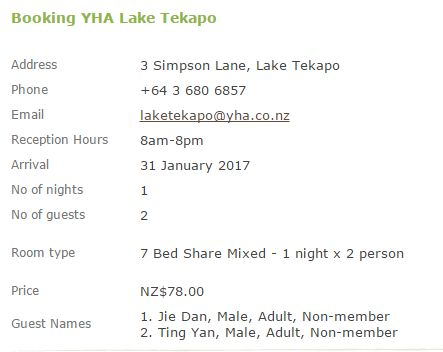 Booking YHA Lake Tekapo
Address 3 Simpson Lane, Lake Tekapo
Phone +64 3 680 6857
Email laketekapo@yha.co.nz
Reception Hours 8am-8pm
Arrival 31 January 2017
No of nights 1
No of guests 2
Room type 7 Bed Share Mixed - 1 night x 2 person
Price NZ$78.00
Guest Names 1. Jie Dan, Male, Adult, Non-member
2. Ting Yan, Male, Adult, Non-member